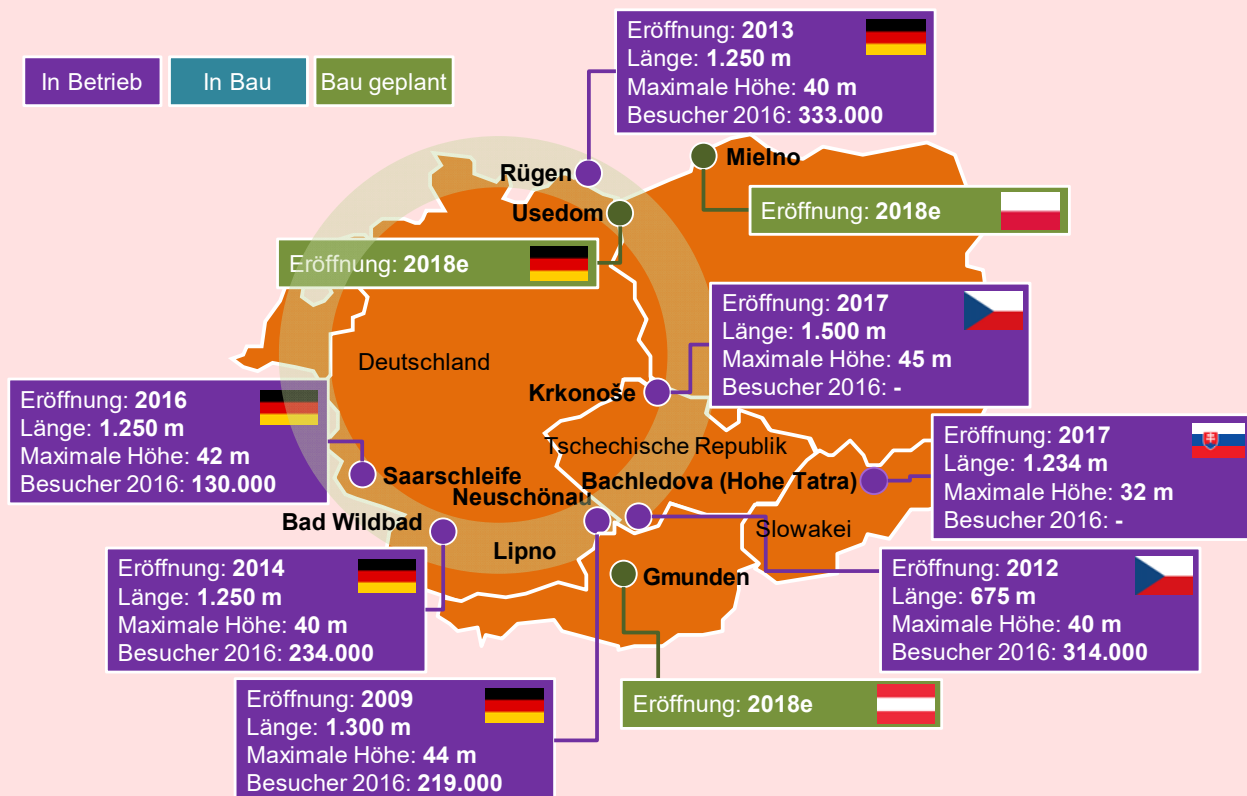 In Betrieb
In Bau
Bau geplant
Eröffnung: 2013
Länge: 1.250 m
Maximale Höhe: 40 m
Besucher 2016: 333.000
Rügen
Mielno
Usedom
Eröffnung: 2018e
Eröffnung: 2018e
Eröffnung: 2017
Länge: 1.500 m
Maximale Höhe: 45 m
Besucher 2016: -
Deutschland
Krkonoše
Eröffnung: 2016
Länge: 1.250 m
Maximale Höhe: 42 m
Besucher 2016: 130.000
Tschechische Republik
Eröffnung: 2017
Länge: 1.234 m
Maximale Höhe: 32 m
Besucher 2016: -
Saarschleife
Neuschönau
Bachledova (Hohe Tatra)
Bad Wildbad
Lipno
Slowakei
Gmunden
Eröffnung: 2014
Länge: 1.250 m
Maximale Höhe: 40 m
Besucher 2016: 234.000
Eröffnung: 2012
Länge: 675 m
Maximale Höhe: 40 m
Besucher 2016: 314.000
Eröffnung: 2009
Länge: 1.300 m
Maximale Höhe: 44 m
Besucher 2016: 219.000
Eröffnung: 2018e